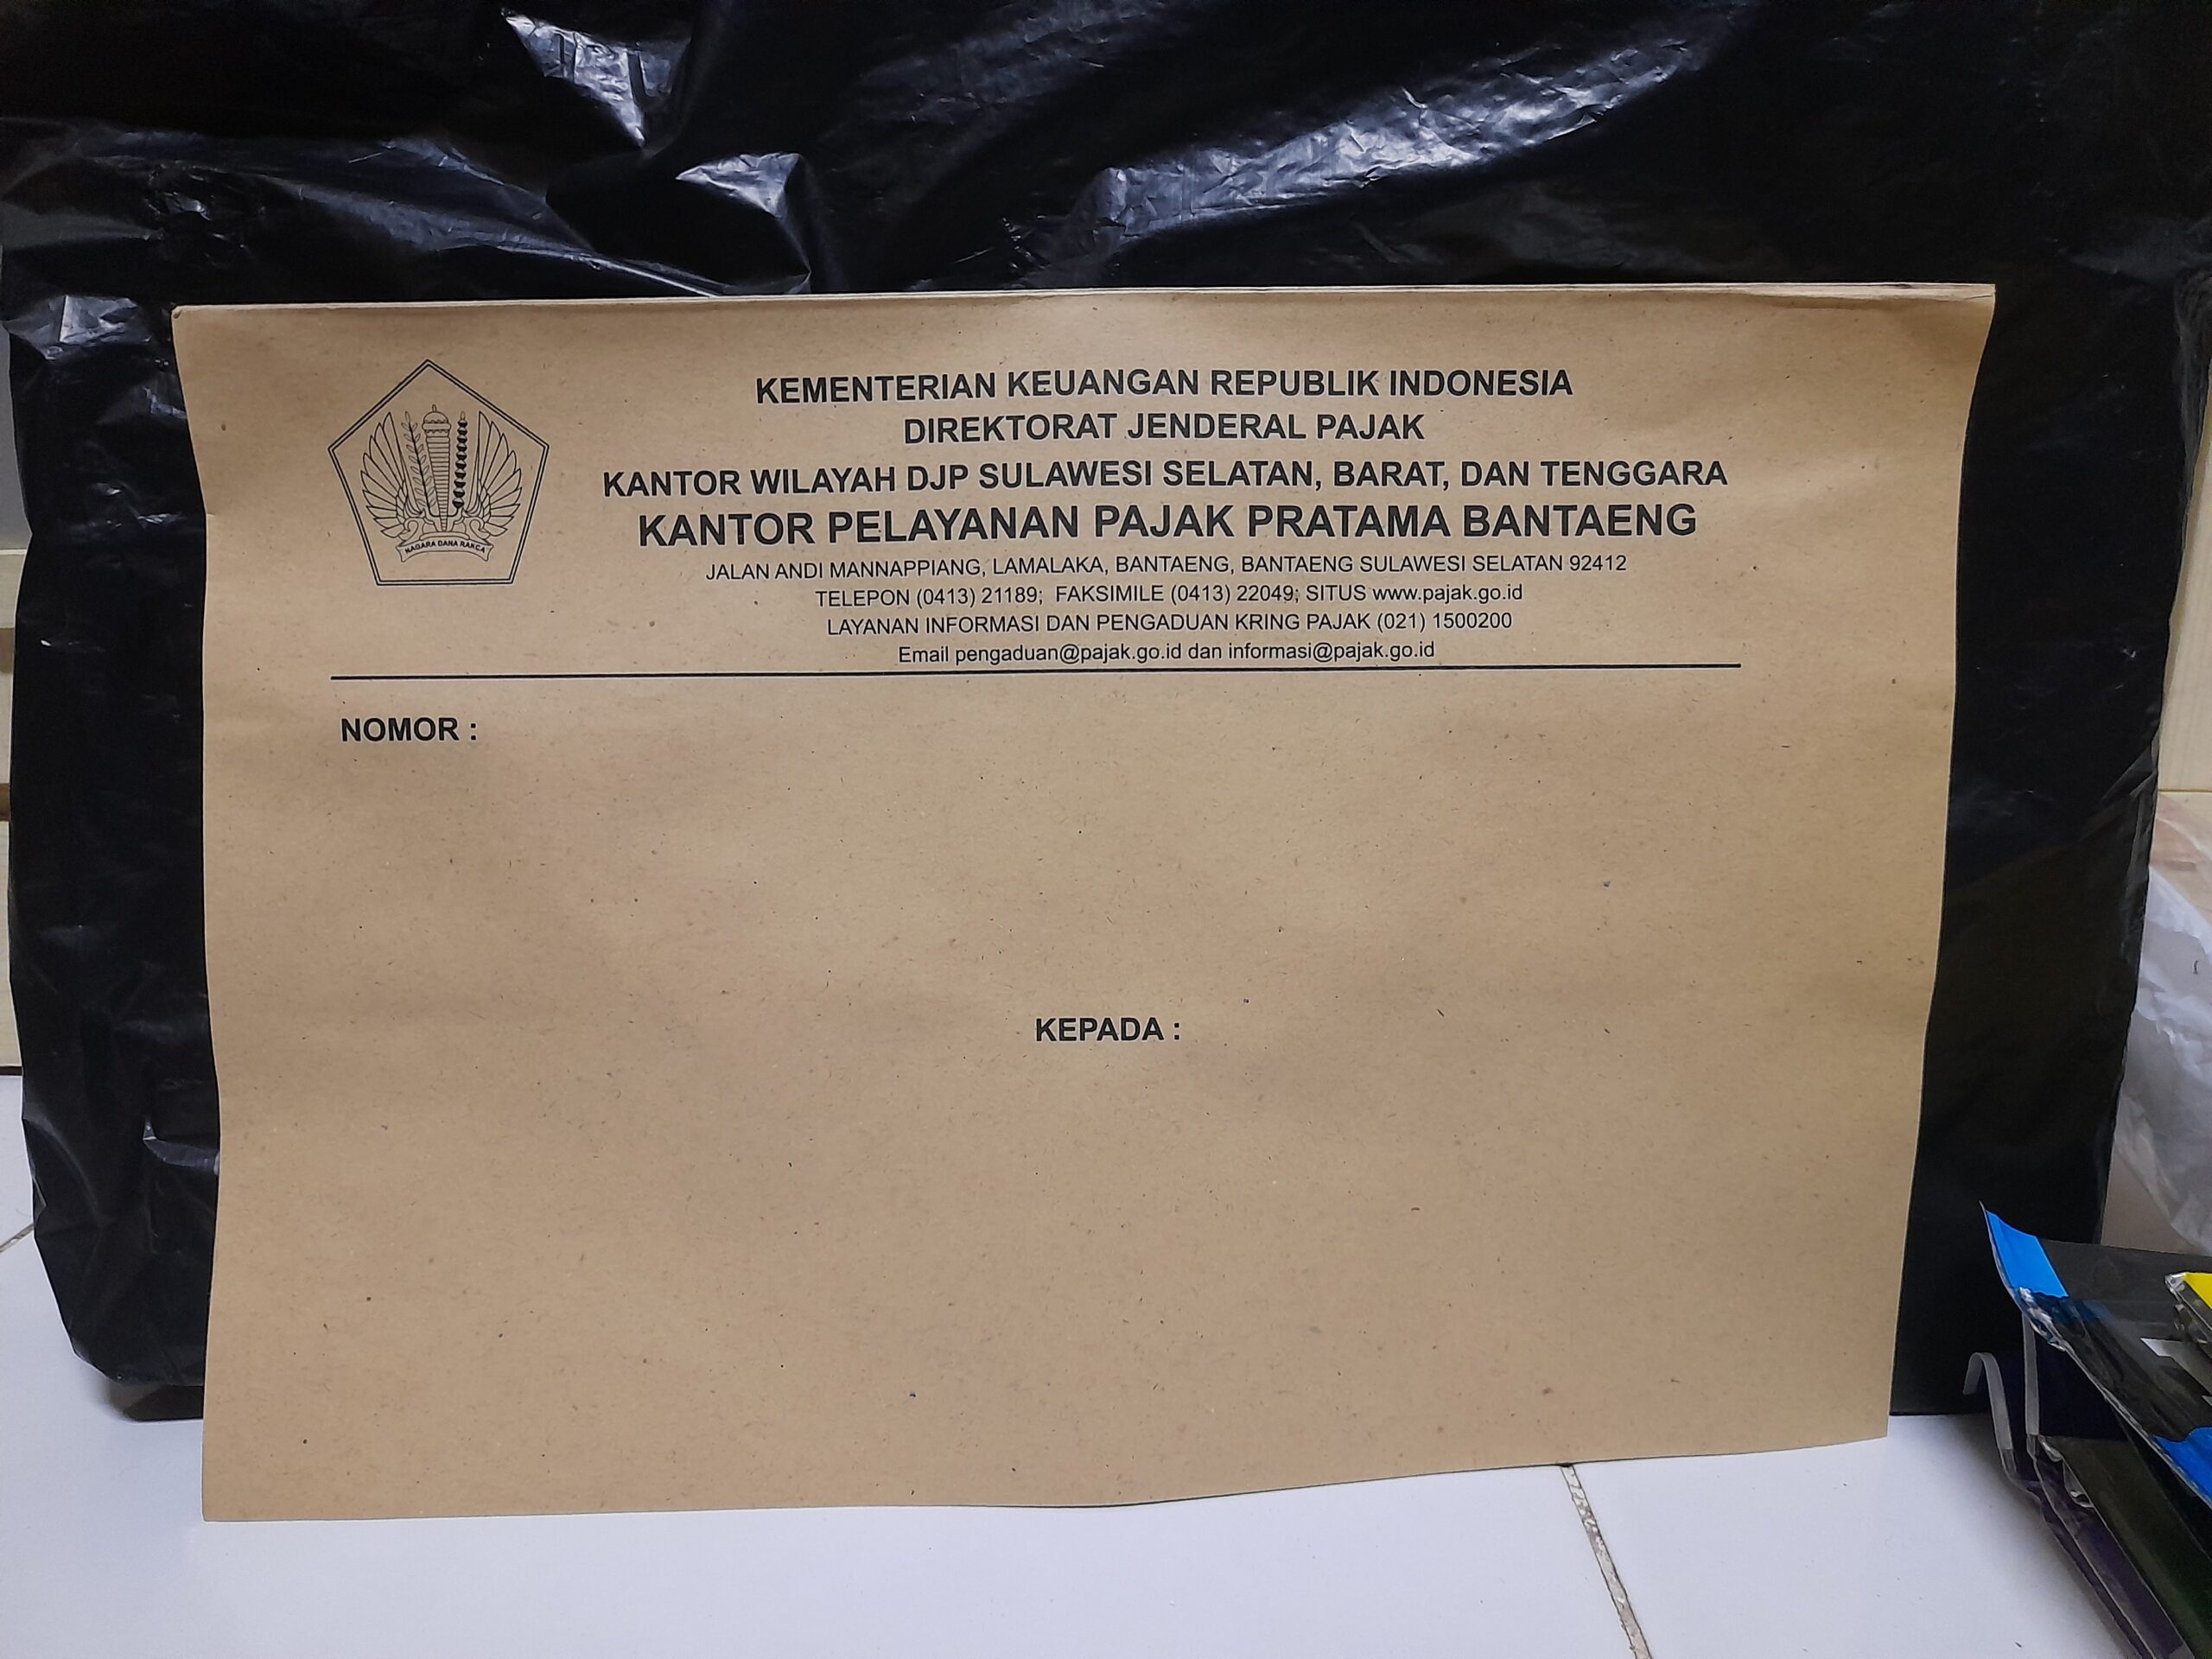 KEMENTERIAN KEUANGAN REPUBLIK INDONESIA
DIREKTORAT JENDERAL PAJAK
KANTOR WILAYAH DJP SULAWESI SELATAN, BARAT, DAN TENGGARA
KANTOR PELAYANAN PAJAK PRATAMA BANTAENG
JALAN ANDI MANNAPPIANG, LAMALAKA, BANTAENG, BANTAENG SULAWESI SELATAN 92412
TELEPON (0413) 21189; FAKSIMILE (0413) 22049; SITUS www.pajak.go.id
LAYANAN INFORMASI DAN PENGADUAN KRING PAJAK (021) 1500200
Email pengaduan@pajak.go.id dan informasi@pajak.go.id
NAGARA DANA RAKCA
NOMOR :
KEPADA :